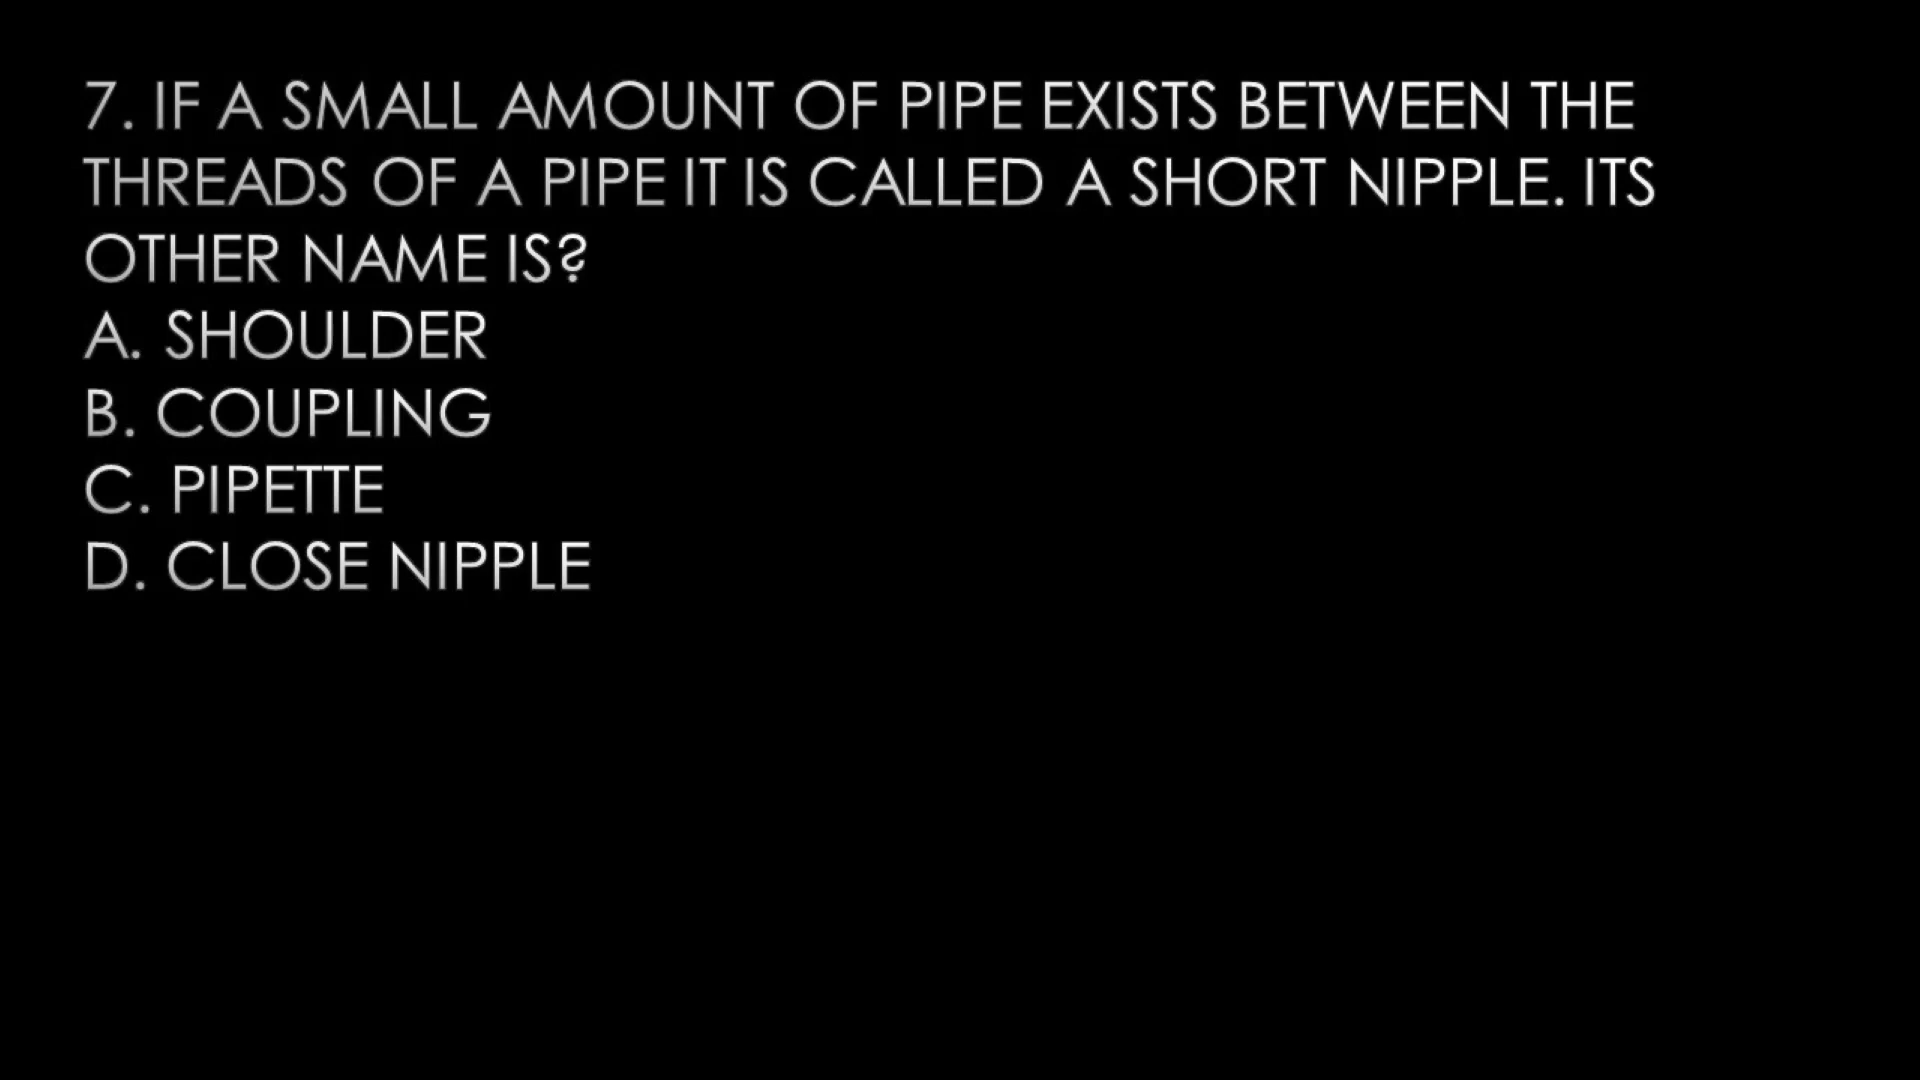 7. IF A SMALL AMOUNT OF PIPE EXISTS BETWEEN THE
THREADS OF A PIPE IT IS CALLED A SHORT NIPPLE. ITS
OTHER NAME IS?
A. SHOULDER
B. COUPLING
C. PIPETTE
D. CLOSE NIPPLE